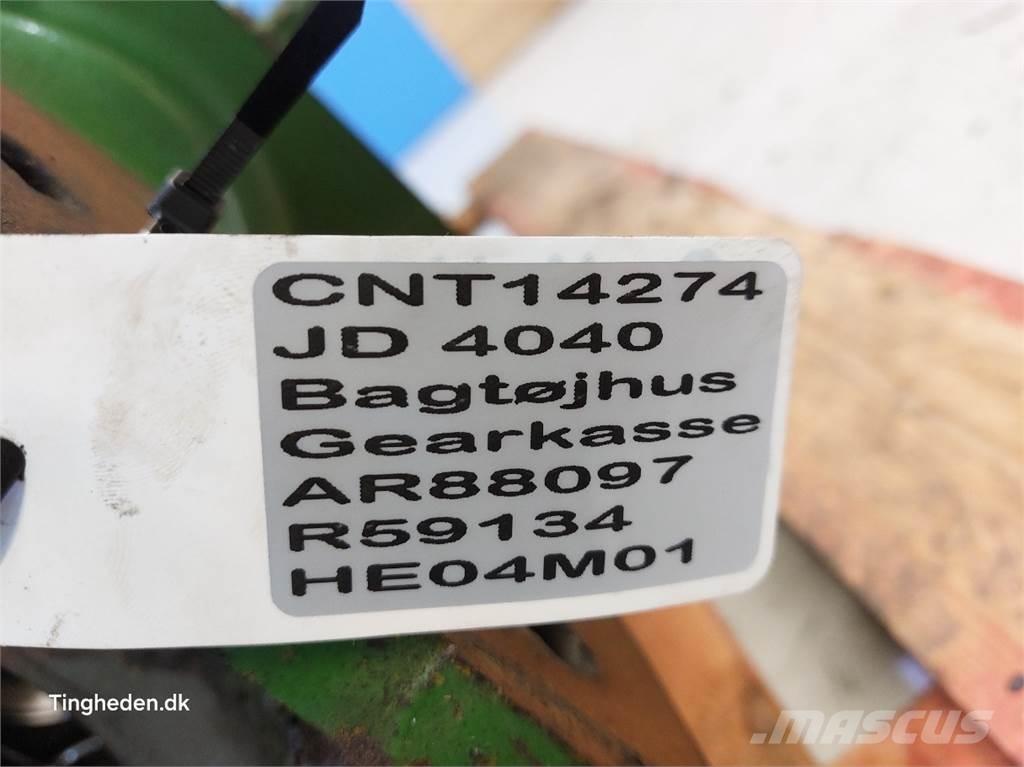 CNT14274
JD 4040
Bagtøjhus
Gearkasse
AR88097
R59134
HE04M01
Tingheden.dk
MASCUS